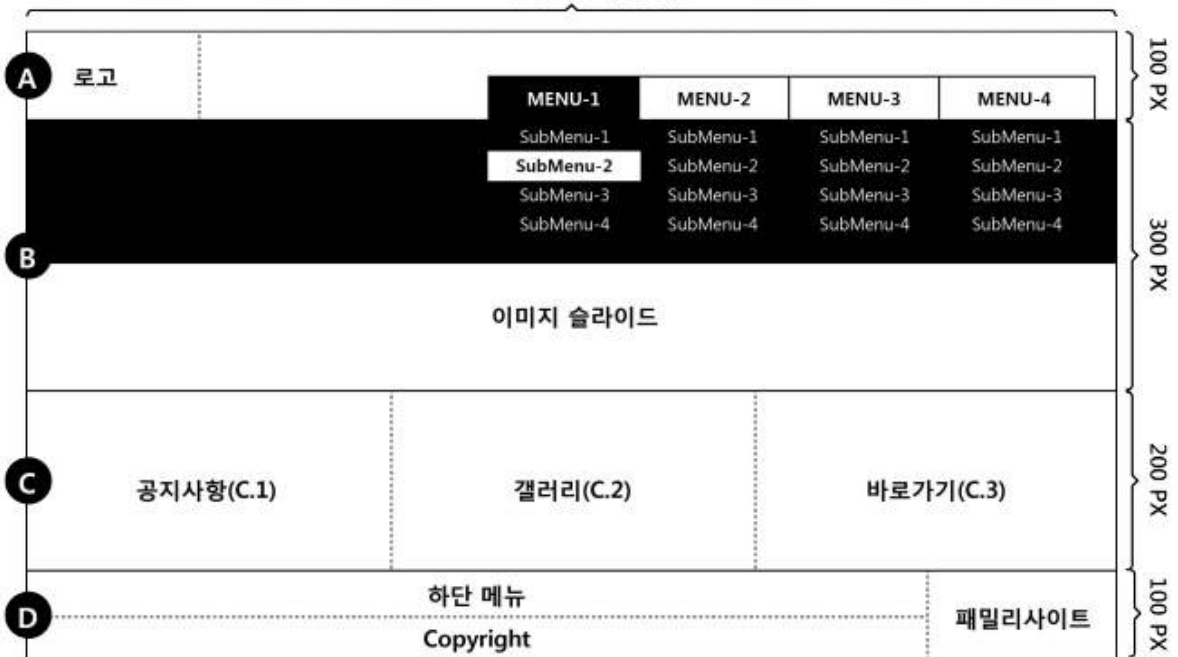 A
로고
100 PX
MENU-1 MENU-2 MENU-3 MENU-4
SubMenu-1 SubMenu-1 SubMenu-1 SubMenu-1
SubMenu-2 SubMenu-2 SubMenu-2 SubMenu-2
SubMenu-3 SubMenu-3 SubMenu-3 SubMenu-3
SubMenu-4 SubMenu-4 SubMenu-4 SubMenu-4
B
300 PX
이미지 슬라이드
C
공지사항(C.1) 갤러리(C.2) 바로가기(C.3)
200 PX
D
하단 메뉴
Copyright
패밀리사이트
100 PX